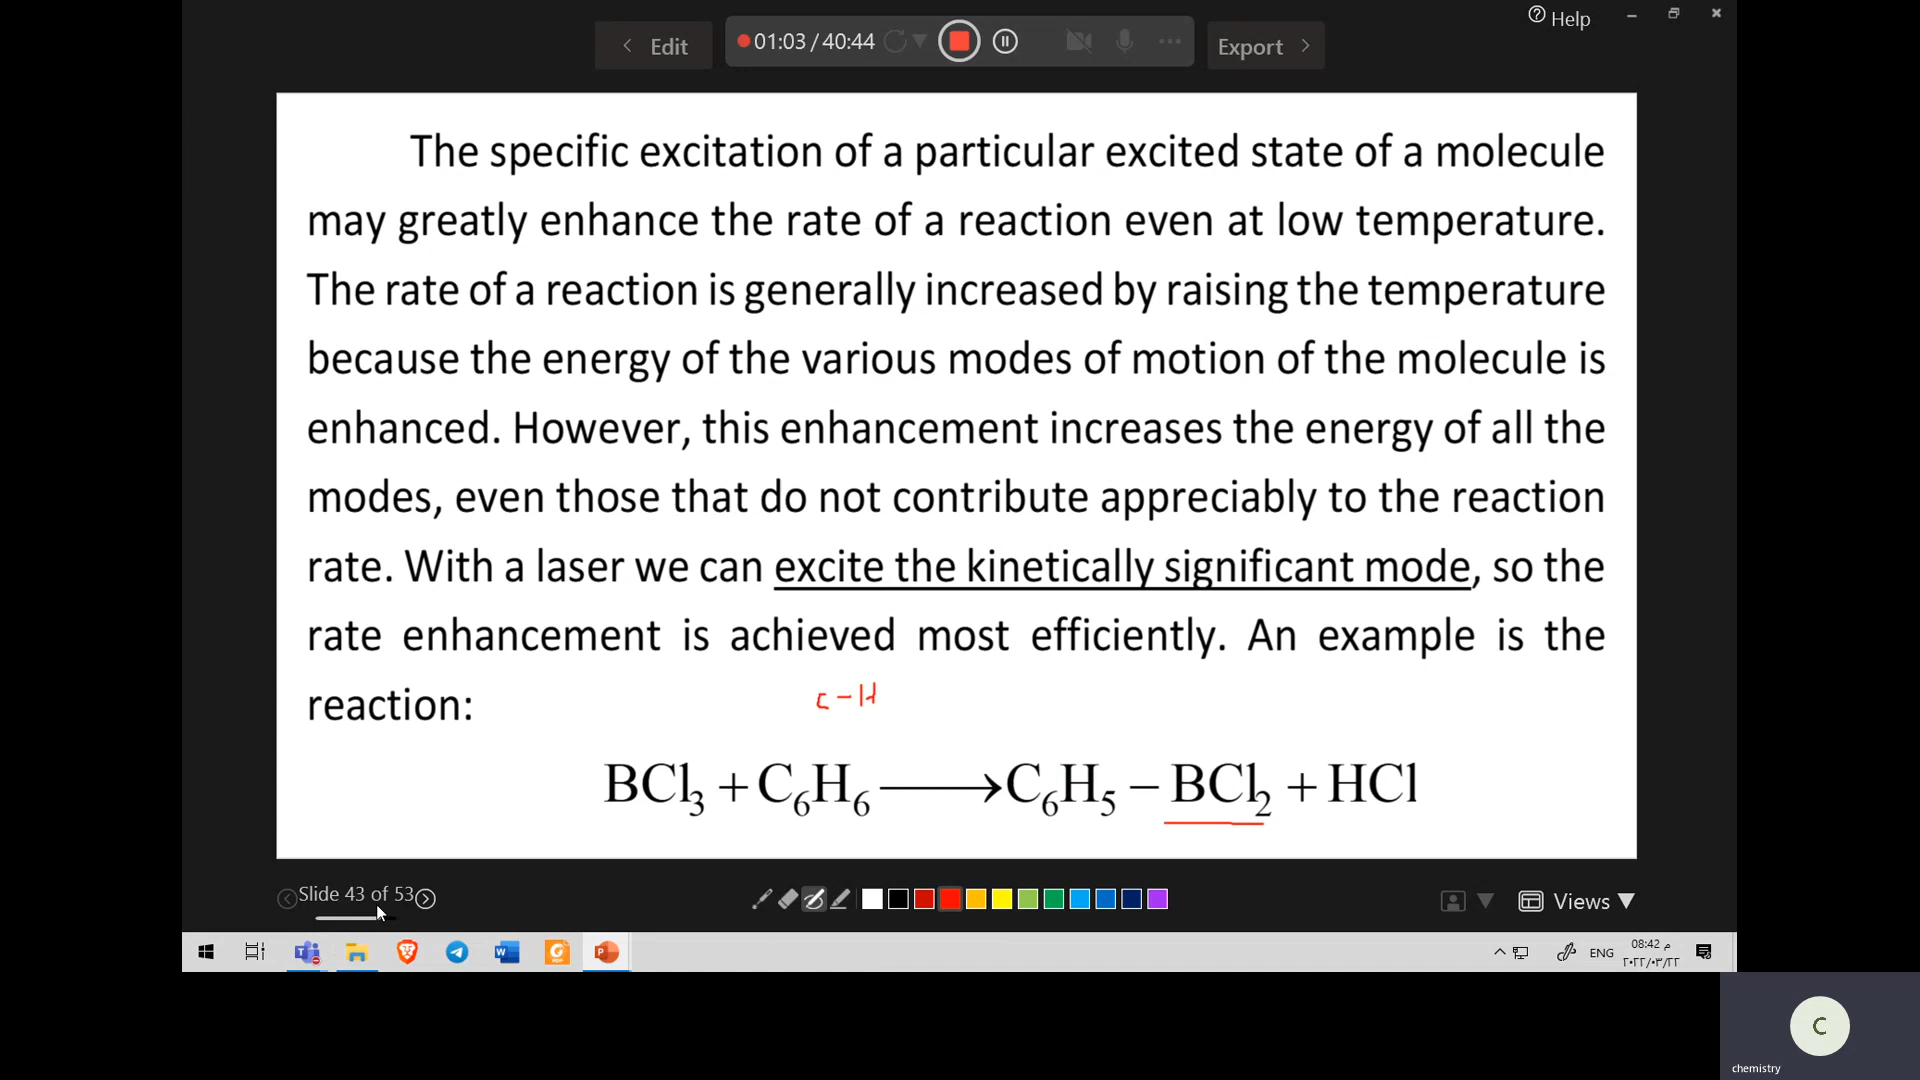 Help
Edit
01:03 / 40:44
Export
The specific excitation of a particular excited state of a molecule
may greatly enhance the rate of a reaction even at low temperature.
The rate of a reaction is generally increased by raising the temperature
because the energy of the various modes of motion of the molecule is
enhanced. However, this enhancement increases the energy of all the
modes, even those that do not contribute appreciably to the reaction
rate. With a laser we can excite the kinetically significant mode, so the
rate enhancement is achieved most efficiently. An example is the
reaction:
C-H
BCl₃ + C₆H₆ ⟶ C₆H₅ − BCl₂ + HCl
Slide 43 of 53
Views
ENG
08:42 م
٢٠٢٢/٠٣/٢٢
C
chemistry